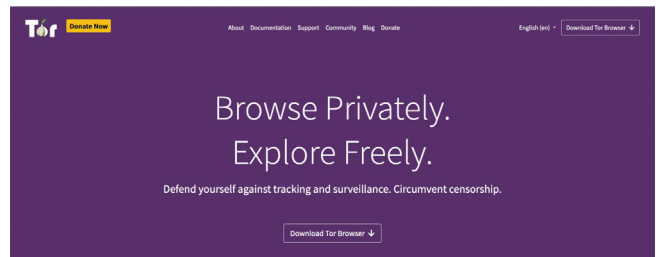 Tor
Donate Now
About Documentation Support Community Blog Donate
English (en)
Download Tor Browser ↓
Browse Privately.
Explore Freely.
Defend yourself against tracking and surveillance. Circumvent censorship.
Download Tor Browser ↓